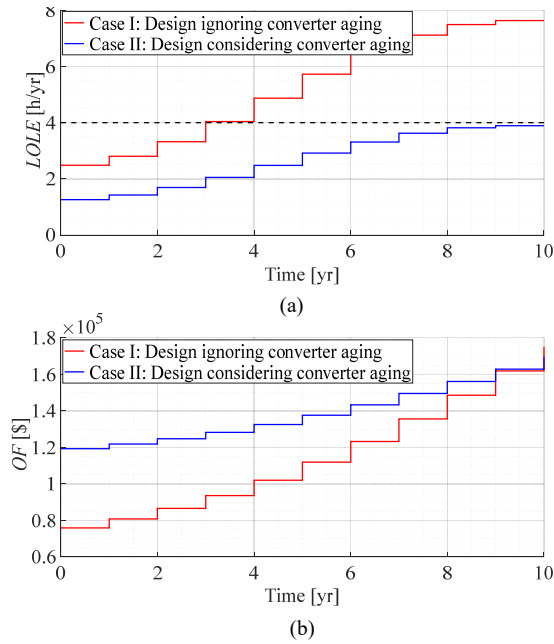 8
Case I: Design ignoring converter aging
Case II: Design considering converter aging
6
LOLE [h/yr]
4
2
0
0 2 4 6 8 10
Time [yr]
(a)
×10^5
1.8
Case I: Design ignoring converter aging
Case II: Design considering converter aging
1.6
1.4
OF [$]
1.2
1
0.8
0.6
0 2 4 6 8 10
Time [yr]
(b)